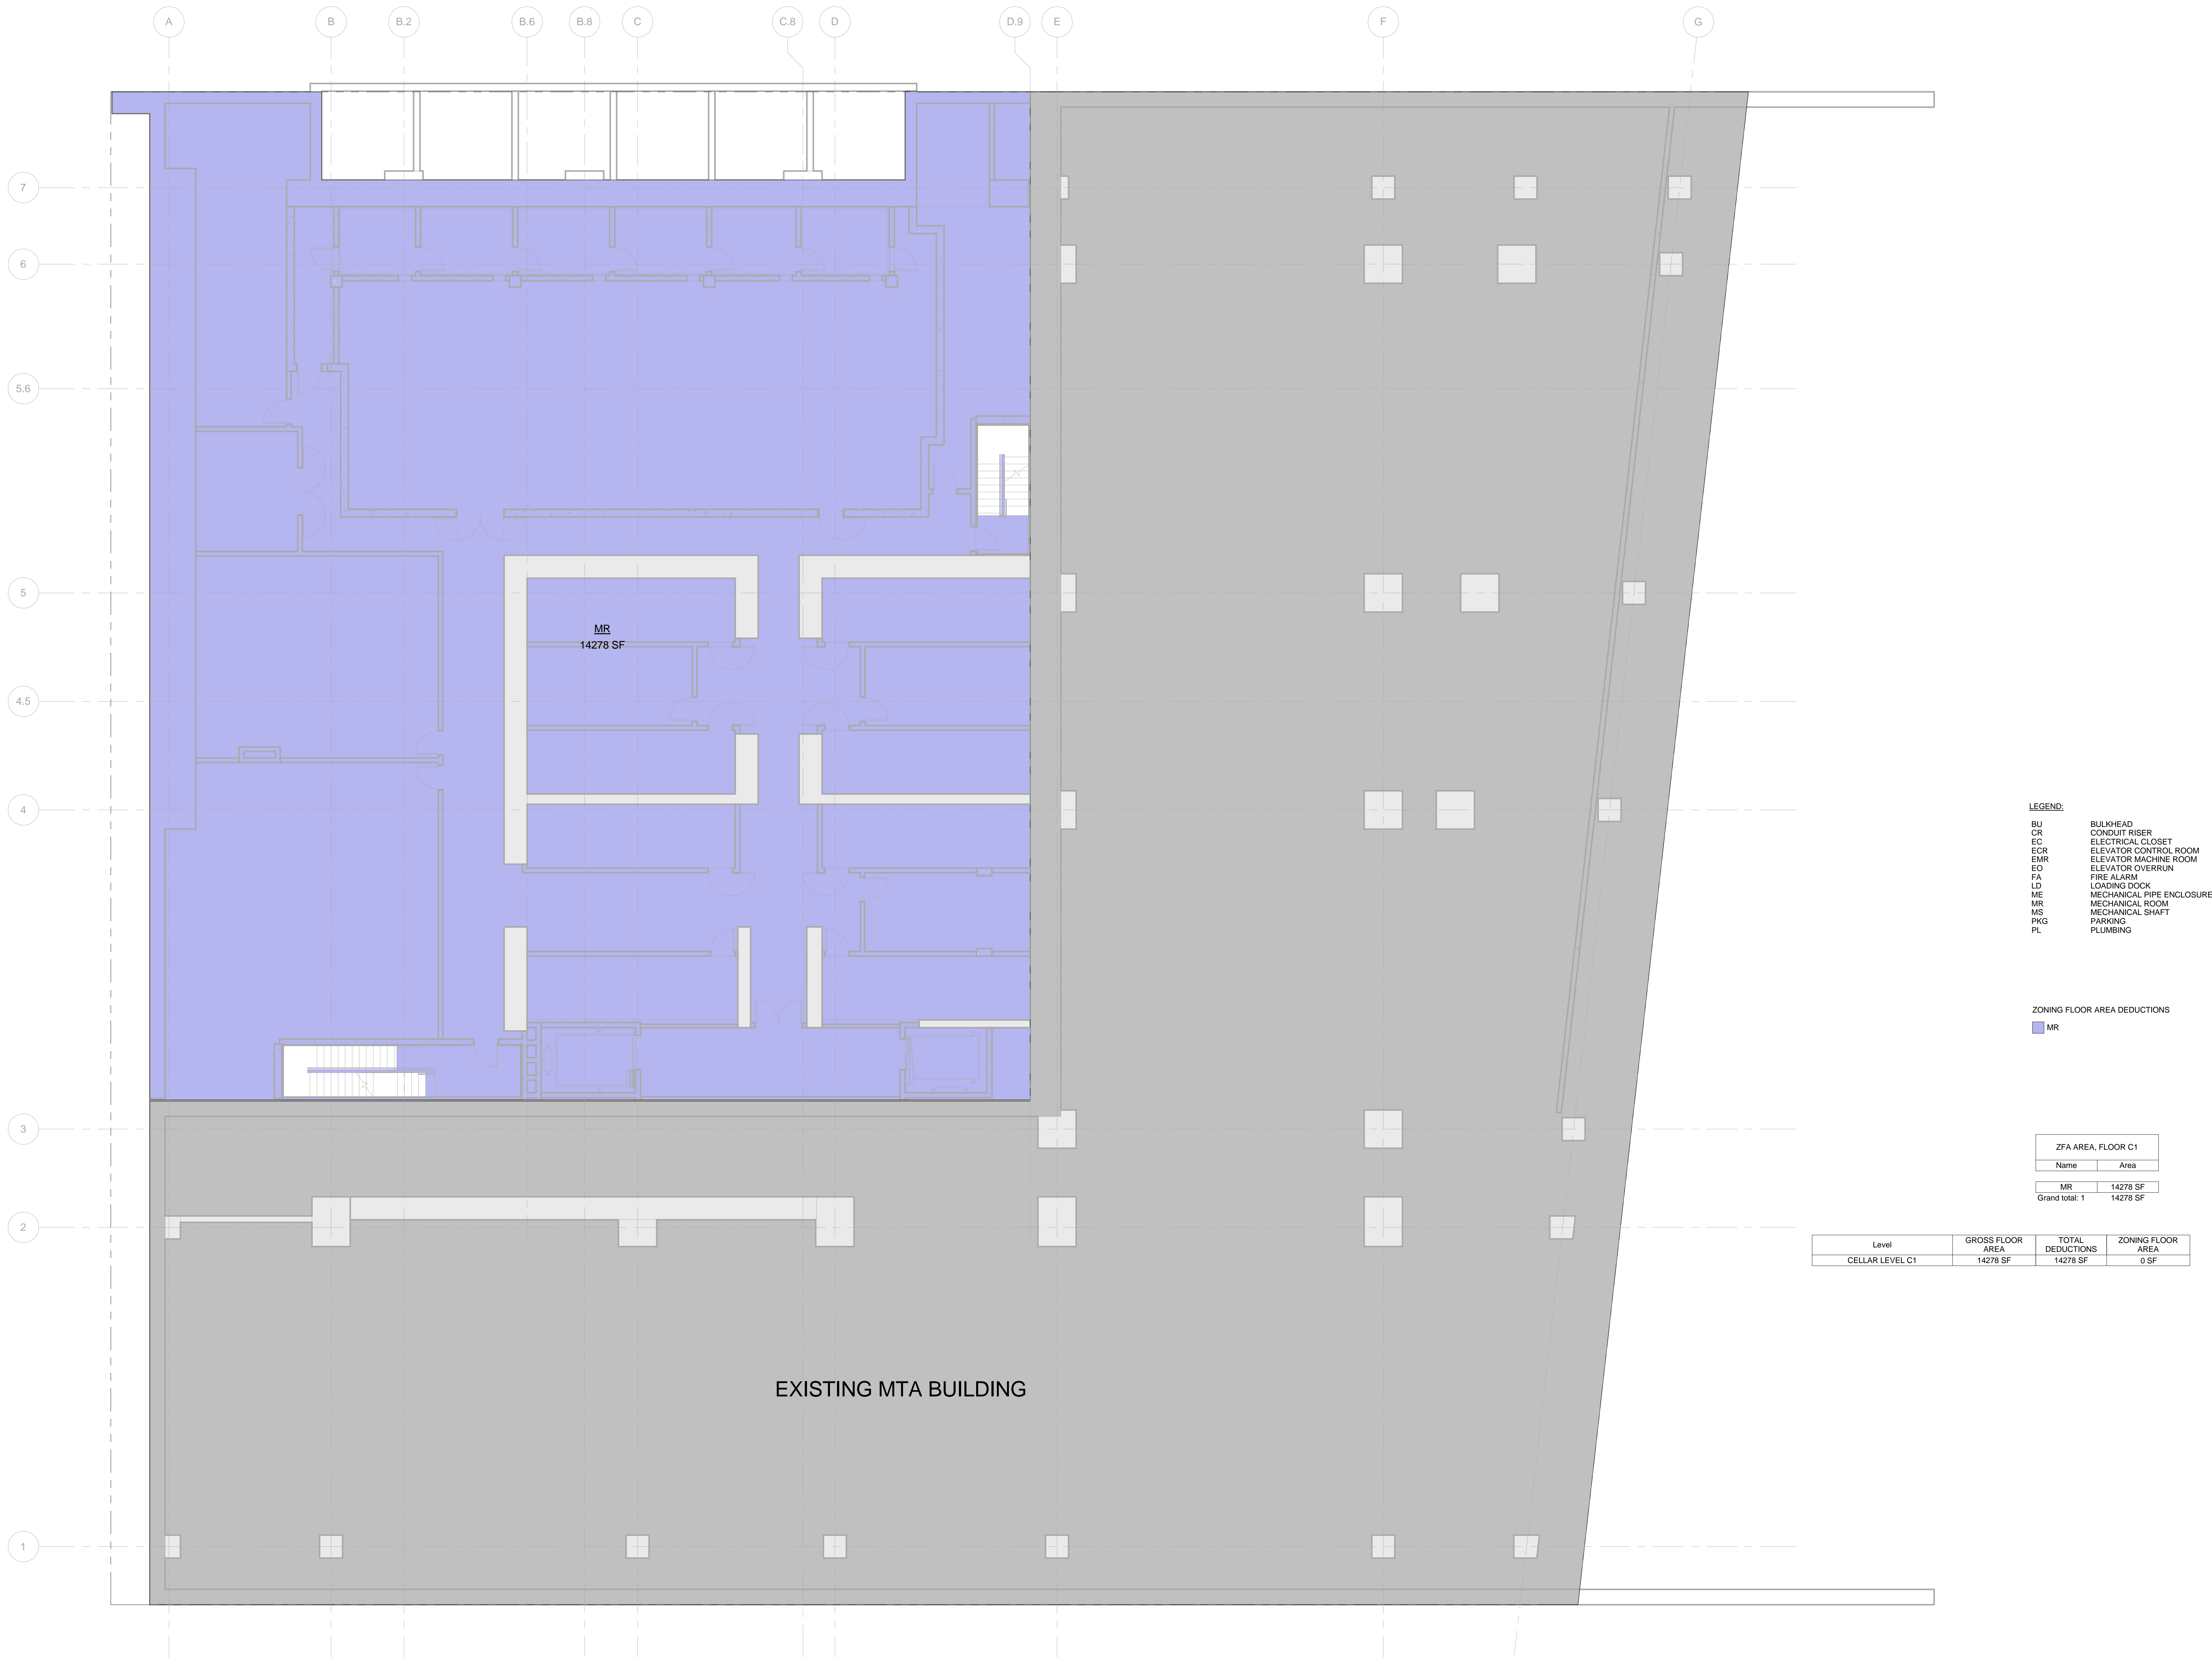 A B B.2 B.6 B.8 C C.8 D D.9 E F G
7
6
5.6
5
MR
14278 SF
4.5
4
3
2
1
EXISTING MTA BUILDING
LEGEND:
BU BULKHEAD
CR CONDUIT RISER
EC ELECTRICAL CLOSET
ECR ELEVATOR CONTROL ROOM
EMR ELEVATOR MACHINE ROOM
EO ELEVATOR OVERRUN
FA FIRE ALARM
LD LOADING DOCK
ME MECHANICAL PIPE ENCLOSURE
MR MECHANICAL ROOM
MS MECHANICAL SHAFT
PKG PARKING
PL PLUMBING
ZONING FLOOR AREA DEDUCTIONS
MR
ZFA AREA, FLOOR C1
Name Area
MR 14278 SF
Grand total: 1 14278 SF
Level GROSS FLOOR AREA TOTAL DEDUCTIONS ZONING FLOOR AREA
CELLAR LEVEL C1 14278 SF 14278 SF 0 SF